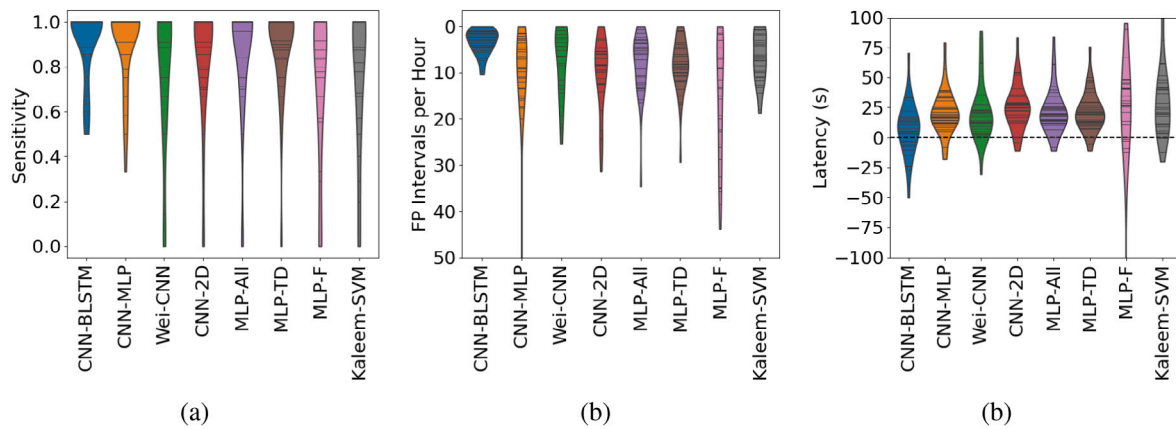 Sensitivity
1.0
0.8
0.6
0.4
0.2
0.0
CNN-BLSTM
CNN-MLP
Wei-CNN
CNN-2D
MLP-All
MLP-TD
MLP-F
Kaleem-SVM
(a)
FP Intervals per Hour
0
10
20
30
40
50
CNN-BLSTM
CNN-MLP
Wei-CNN
CNN-2D
MLP-All
MLP-TD
MLP-F
Kaleem-SVM
(b)
Latency (s)
100
75
50
25
0
−25
−50
−75
−100
CNN-BLSTM
CNN-MLP
Wei-CNN
CNN-2D
MLP-All
MLP-TD
MLP-F
Kaleem-SVM
(b)